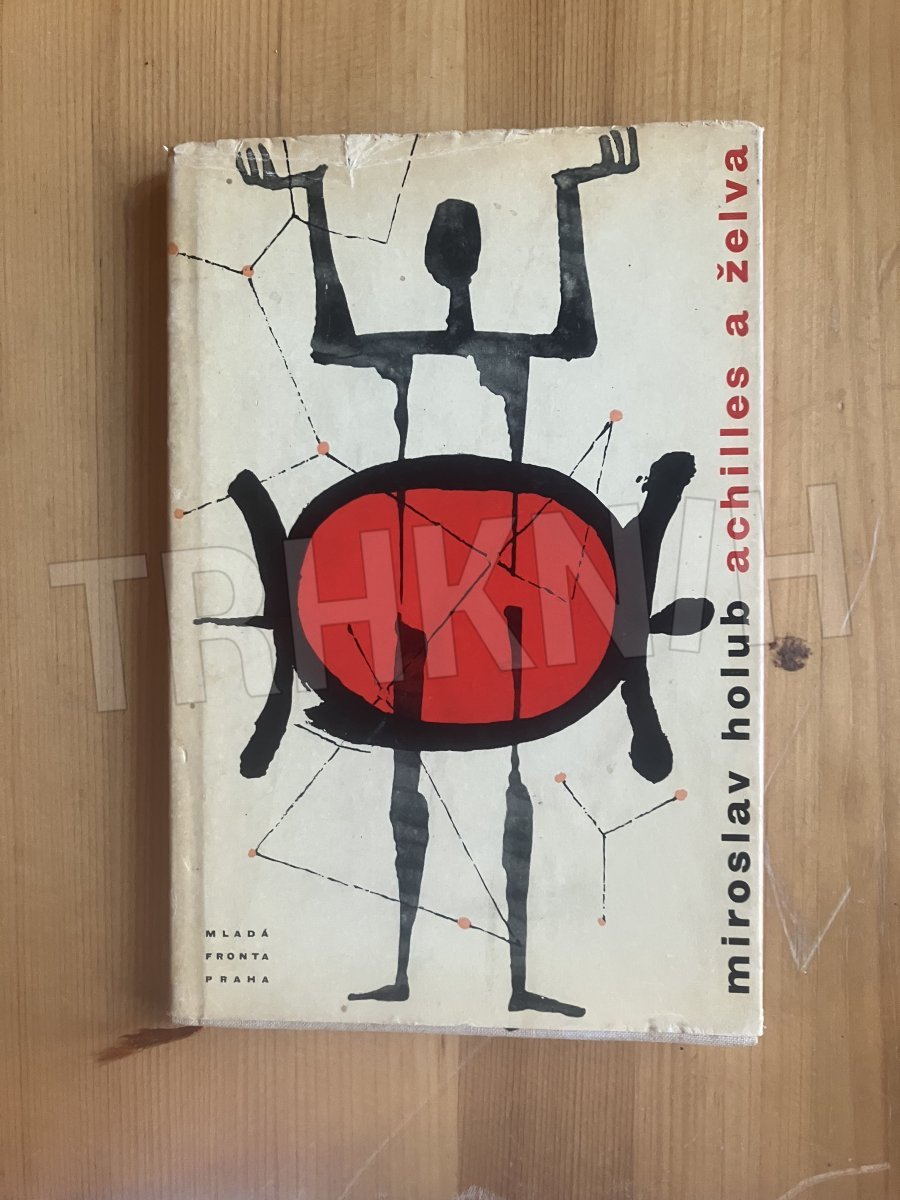 miroslav holub achilles a želva
MLADÁ
FRONTA
PRAHA
TRHKNIH